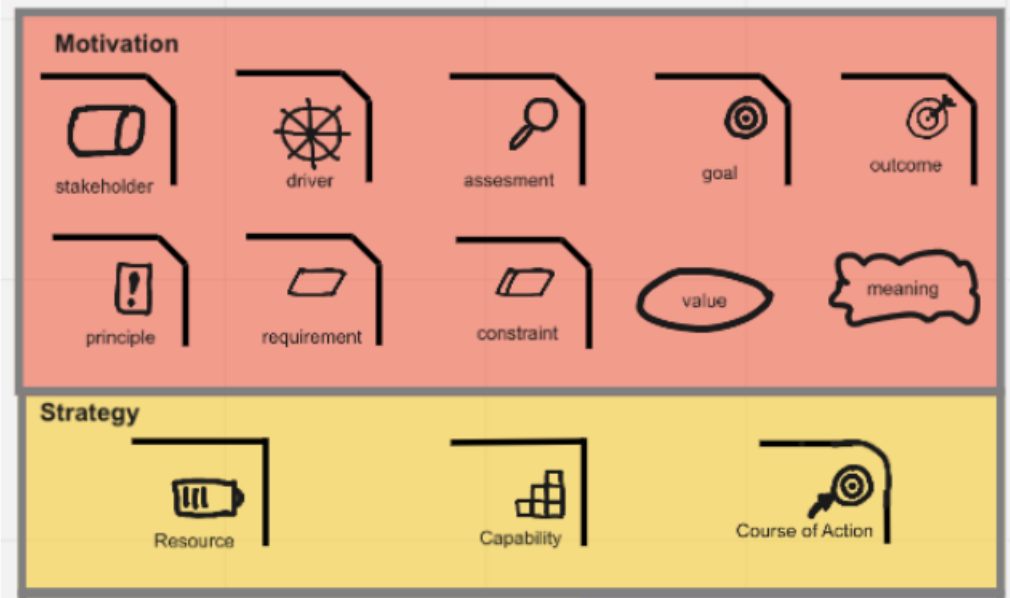 Motivation
stakeholder
driver
assesment
goal
outcome
principle
requirement
constraint
value
meaning
Strategy
Resource
Capability
Course of Action